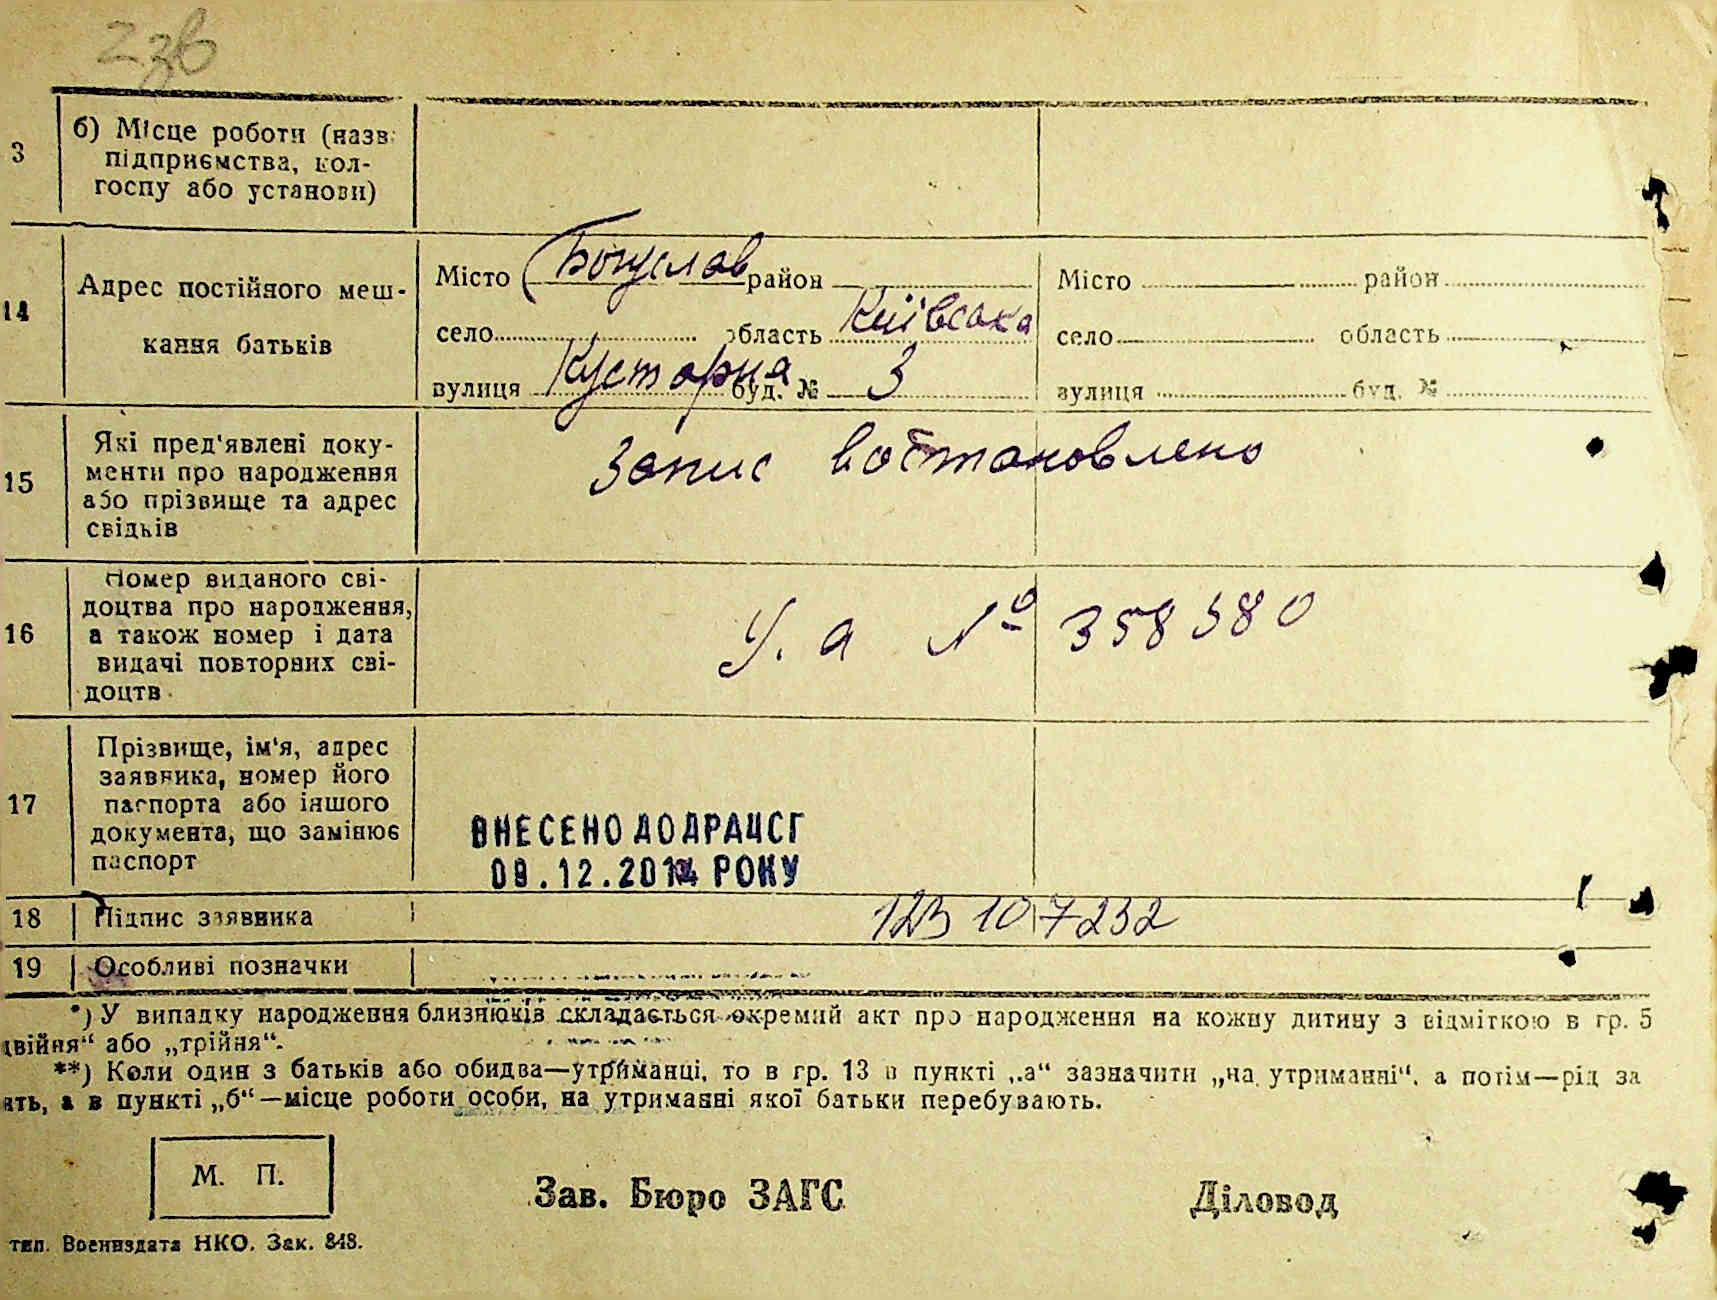 236
3
б) Місце роботи (назв
підприємства, кол-
госпу або установи)
14
Адрес постійного меш-
кання батьків
Місто Богуслав район
село область Київська
вулиця Кустарна буд. № 3
Місто район
село область
вулиця буд. №
15
Які пред'явлені доку-
менти про народження
або прізвище та адрес
свідків
Запис востановлено
16
Номер виданого сві-
доцтва про народження,
а також номер і дата
видачі повторних сві-
доцтв
У. а № 358380
17
Прізвище, ім'я, адрес
заявника, номер його
паспорта або іншого
документа, що замінює
паспорт
ВНЕСЕНО ДО ДРАЦСГ
09.12.2014 РОКУ
18
Підпис заявника
107232
19
Особливі позначки
*) У випадку народження близнюків складається окремий акт про народження на кожну дитину з відміткою в гр. 5
двійня" або „трійня".
**) Коли один з батьків або обидва—утриманці, то в гр. 13 в пункті „а" зазначити „на утриманні", а потім—рід за
ять, а в пункті „б"—місце роботи особи, на утриманні якої батьки перебувають.
М. П.
Зав. Бюро ЗАГС
Діловод
тип. Воениздата НКО. Зак. 848.